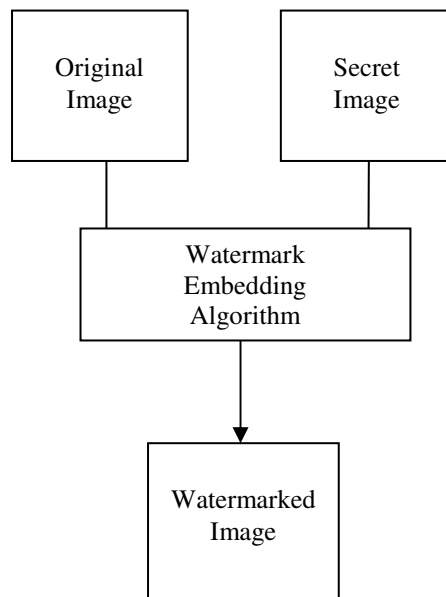 Original
Image
Secret
Image
Watermark
Embedding
Algorithm
Watermarked
Image